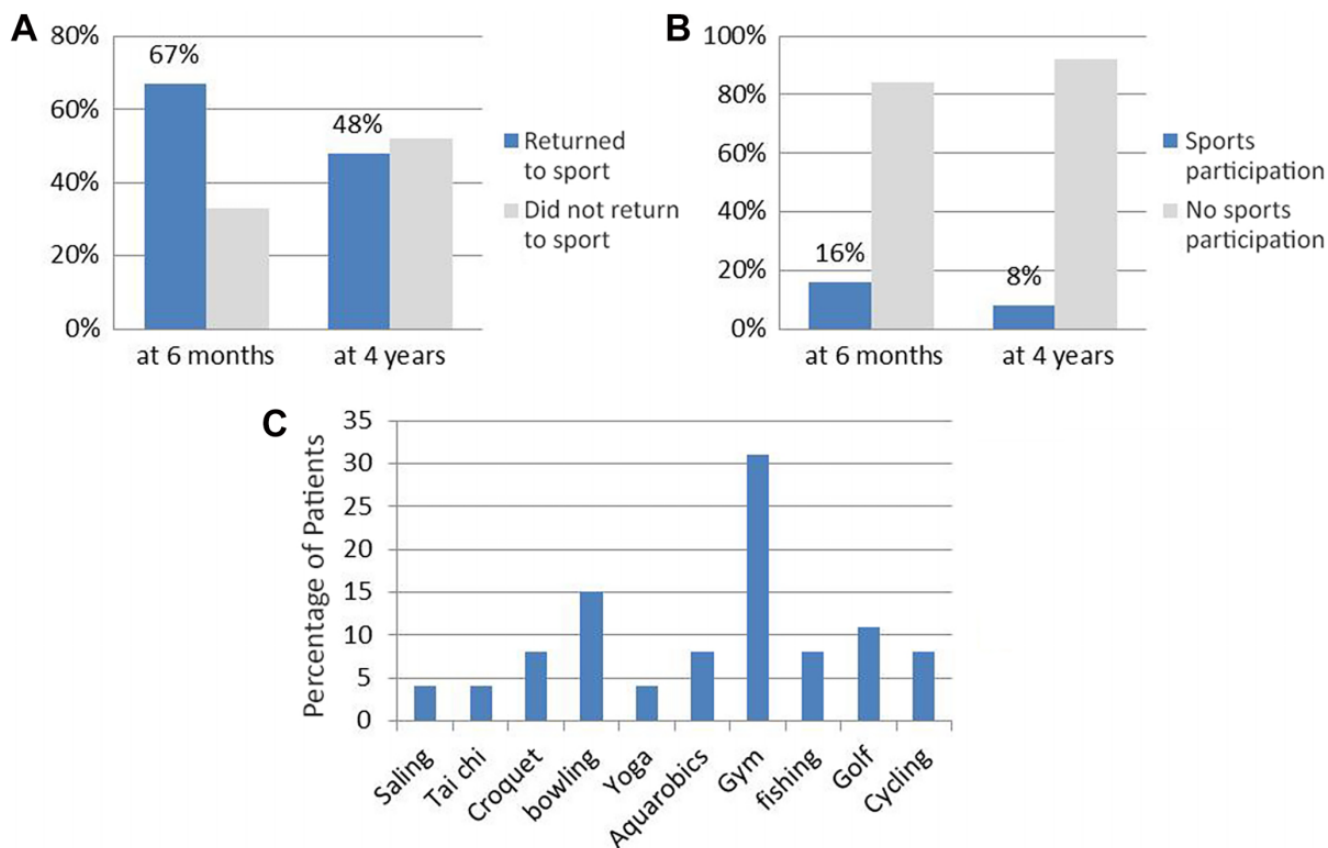 A
80%
67%
60%
48%
40%
20%
0%
at 6 months
at 4 years
Returned
to sport
Did not return
to sport
B
100%
80%
60%
40%
20%
16%
8%
0%
at 6 months
at 4 years
Sports
participation
No sports
participation
C
Percentage of Patients
35
30
25
20
15
10
5
0
Saling
Tai chi
Croquet
bowling
Yoga
Aquarobics
Gym
fishing
Golf
Cycling